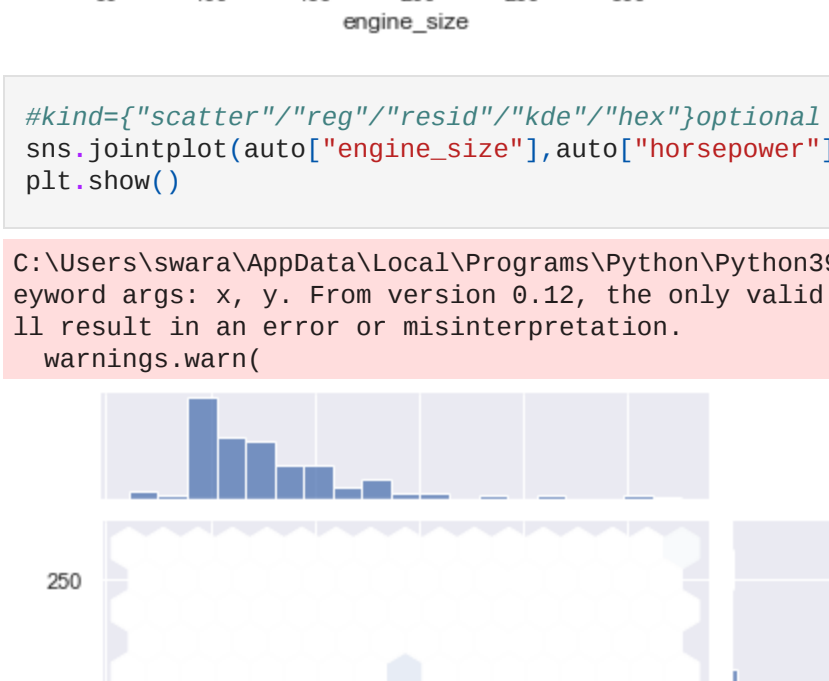 engine_size
#kind={"scatter"/"reg"/"resid"/"kde"/"hex"}optional
sns.jointplot(auto["engine_size"],auto["horsepower"]
plt.show()
C:\Users\swara\AppData\Local\Programs\Python\Python39
eyword args: x, y. From version 0.12, the only valid
ll result in an error or misinterpretation.
  warnings.warn(
250